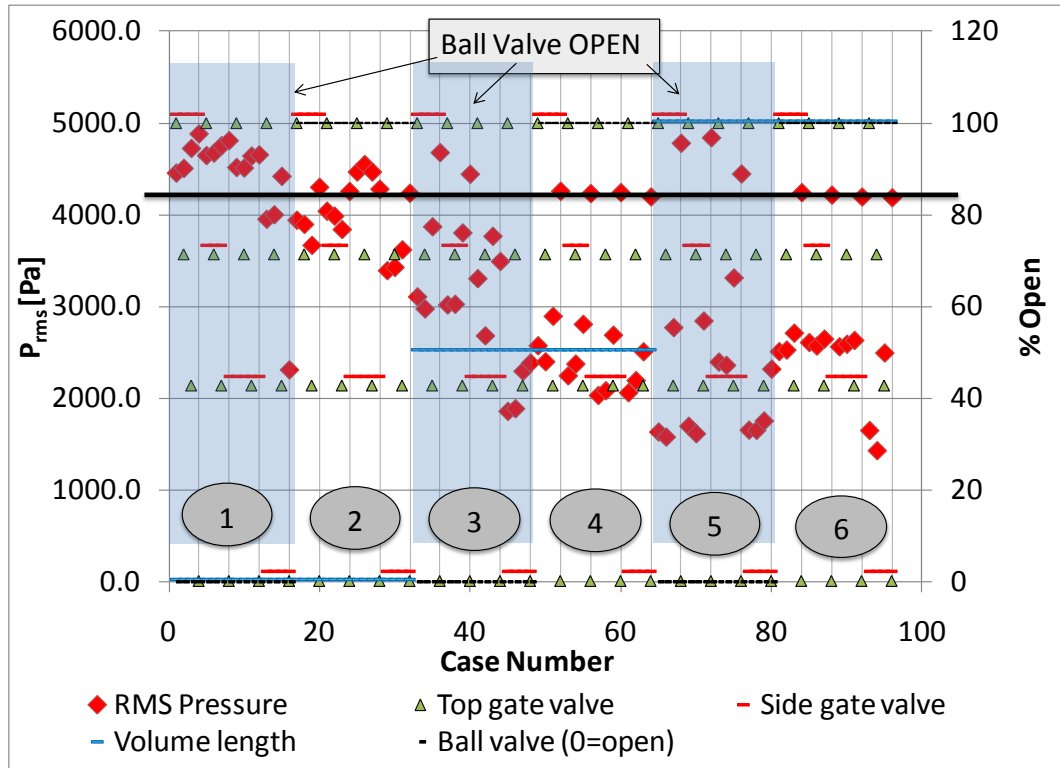 Ball Valve OPEN
6000.0
5000.0
4000.0
3000.0
2000.0
1000.0
0.0
Prms [Pa]
120
100
80
60
40
20
0
% Open
1 2 3 4 5 6
0 20 40 60 80 100
Case Number
RMS Pressure Top gate valve Side gate valve
Volume length Ball valve (0=open)